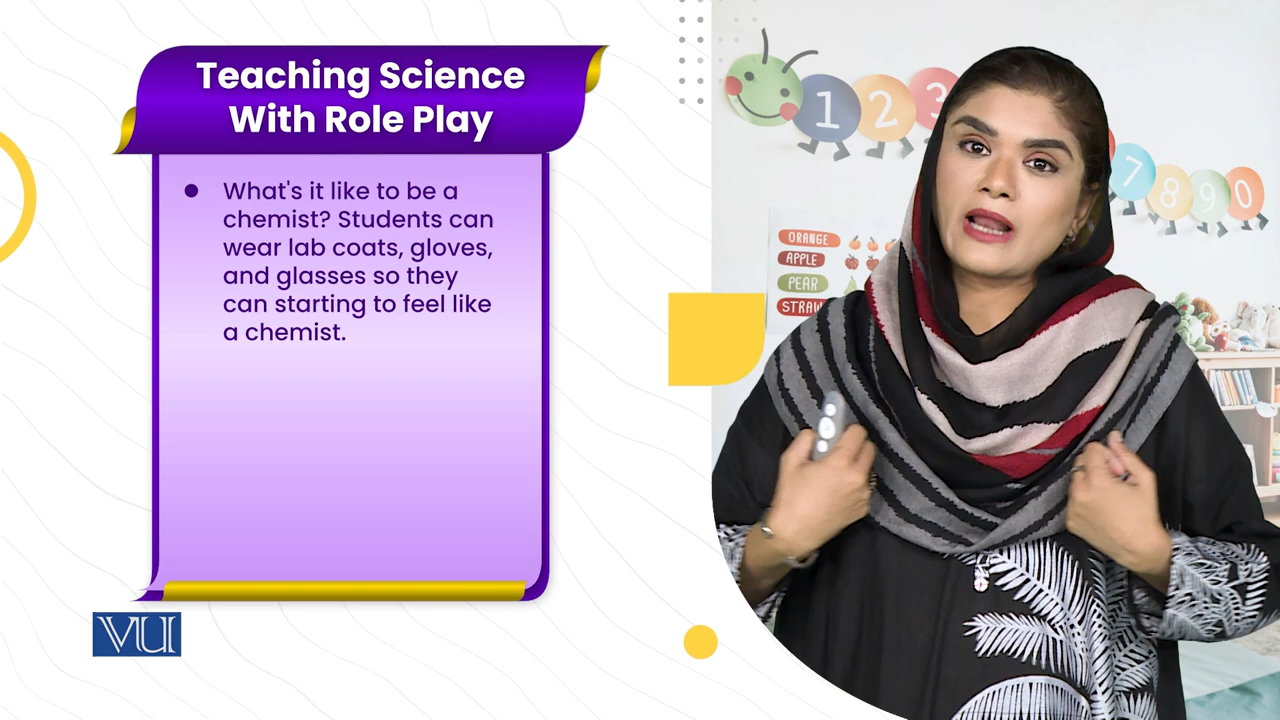 Teaching Science
With Role Play
What's it like to be a
chemist? Students can
wear lab coats, gloves,
and glasses so they
can starting to feel like
a chemist.
VU
1 2 3
7 8 9 0
ORANGE
APPLE
PEAR